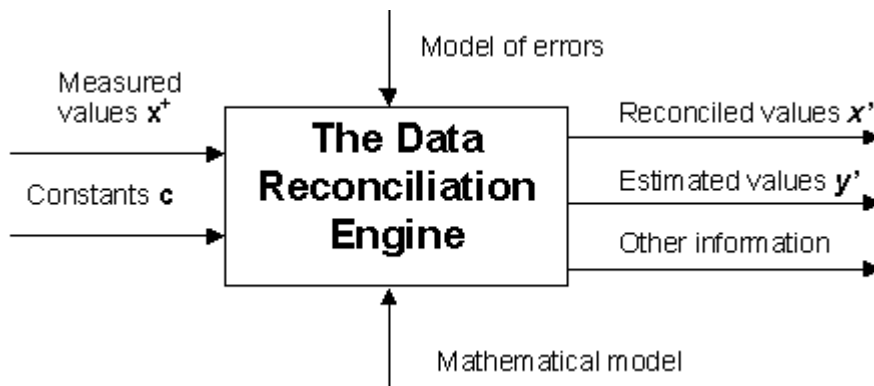 Model of errors
Measured
values x⁺
Constants c
The Data
Reconciliation
Engine
Reconciled values x’
Estimated values y’
Other information
Mathematical model